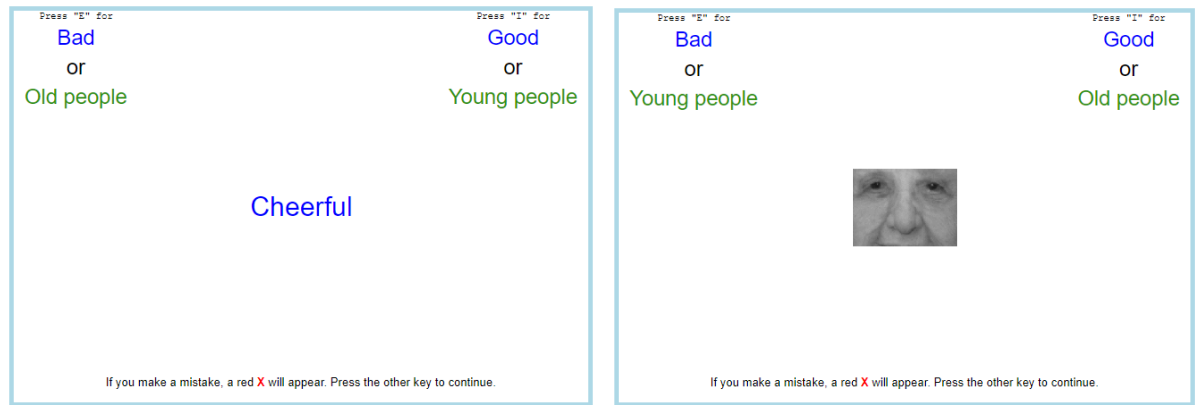 Press "E" for
Bad
or
Old people
Press "I" for
Good
or
Young people
Cheerful
If you make a mistake, a red X will appear. Press the other key to continue.
Press "E" for
Bad
or
Young people
Press "I" for
Good
or
Old people
If you make a mistake, a red X will appear. Press the other key to continue.